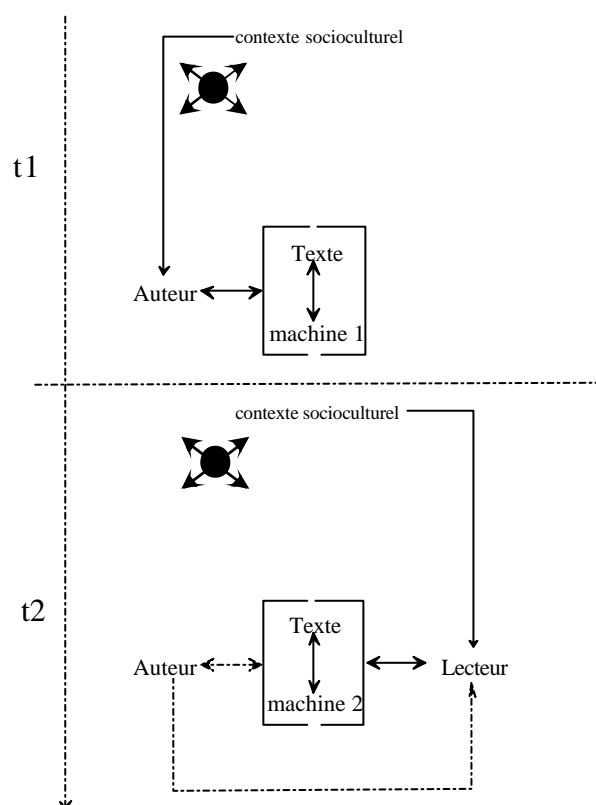 contexte socioculturel
t1
Texte
Auteur
machine 1
contexte socioculturel
t2
Texte
Auteur
Lecteur
machine 2